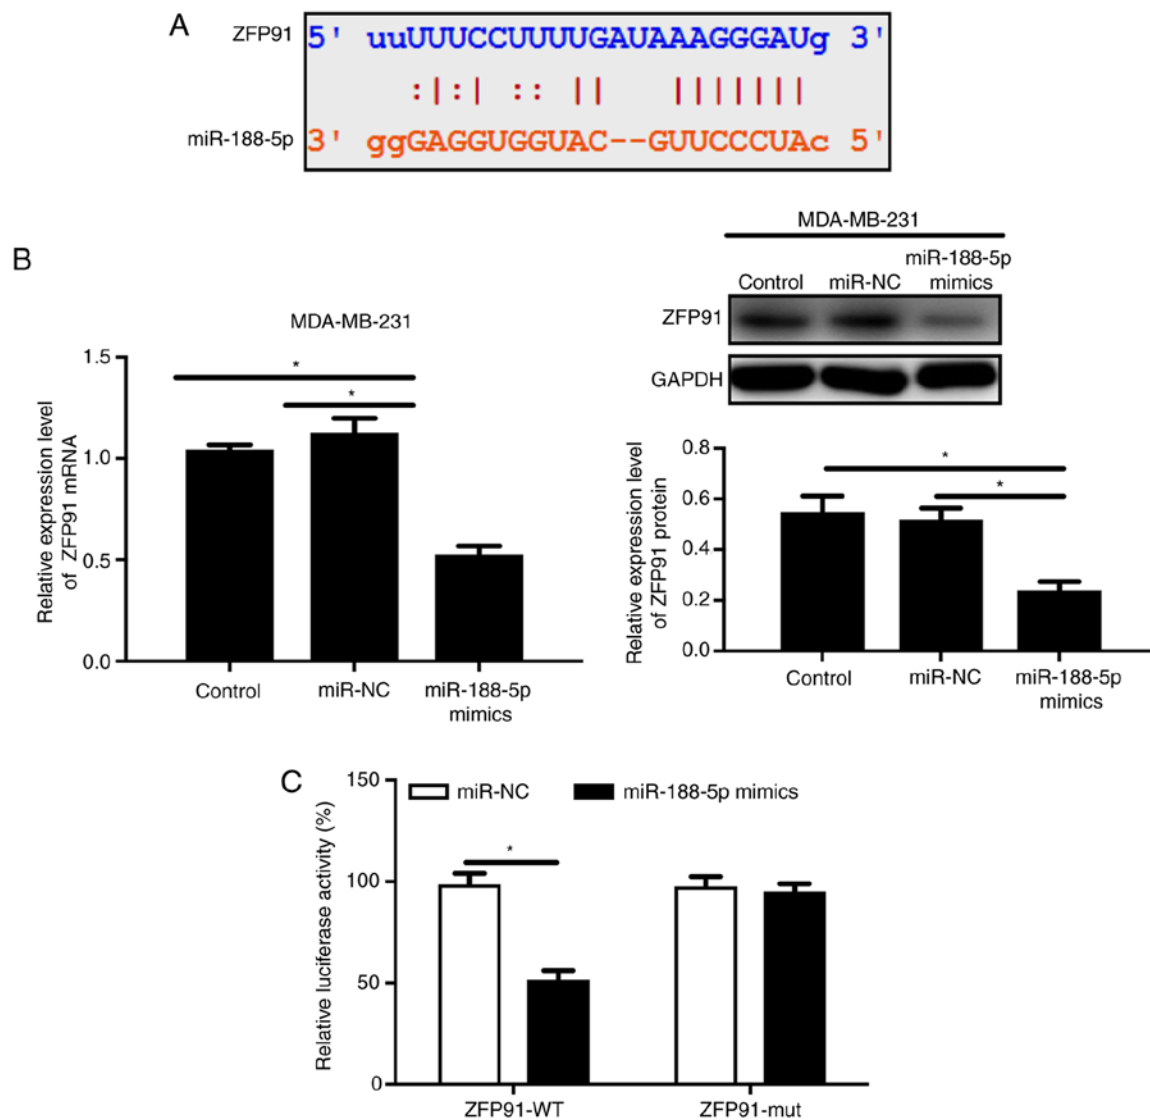 A
ZFP91
5' uuUUUCCUUUUGAUAAAGGGAUg 3'
:|:| :: || |||||||
miR-188-5p
3' ggGAGGUGGUAC--GUUCCCUAc 5'
B
MDA-MB-231
Relative expression level
of ZFP91 mRNA
1.5
1.0
0.5
0.0
*
*
Control
miR-NC
miR-188-5p
mimics
MDA-MB-231
Control
miR-NC
miR-188-5p
mimics
ZFP91
GAPDH
Relative expression level
of ZFP91 protein
0.8
0.6
0.4
0.2
0.0
*
*
Control
miR-NC
miR-188-5p
mimics
C
Relative luciferase activity (%)
150
100
50
0
miR-NC
miR-188-5p mimics
*
ZFP91-WT
ZFP91-mut